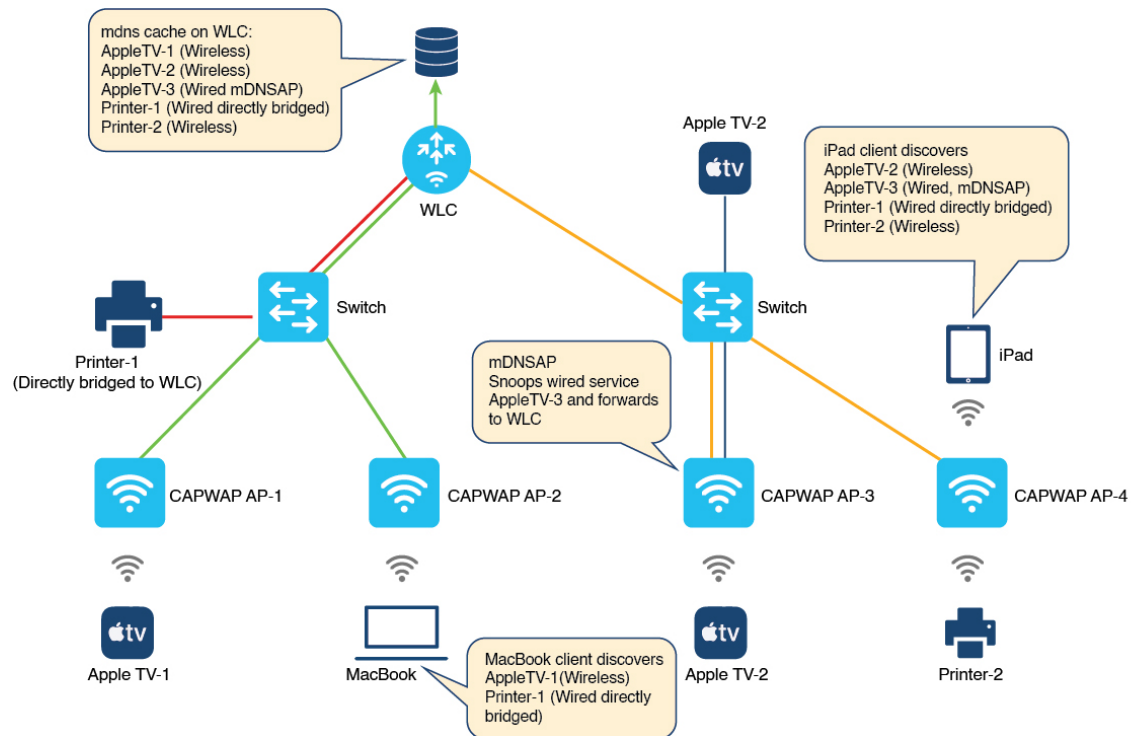 mdns cache on WLC:
AppleTV-1 (Wireless)
AppleTV-2 (Wireless)
AppleTV-3 (Wired mDNSAP)
Printer-1 (Wired directly bridged)
Printer-2 (Wireless)
WLC
Apple TV-2
tv
iPad client discovers
AppleTV-2 (Wireless)
AppleTV-3 (Wired, mDNSAP)
Printer-1 (Wired directly bridged)
Printer-2 (Wireless)
Switch
Switch
Printer-1
(Directly bridged to WLC)
mDNSAP
Snoops wired service
AppleTV-3 and forwards
to WLC
iPad
CAPWAP AP-1
CAPWAP AP-2
CAPWAP AP-3
CAPWAP AP-4
tv
Apple TV-1
MacBook
MacBook client discovers
AppleTV-1(Wireless)
Printer-1 (Wired directly
bridged)
tv
Apple TV-2
Printer-2